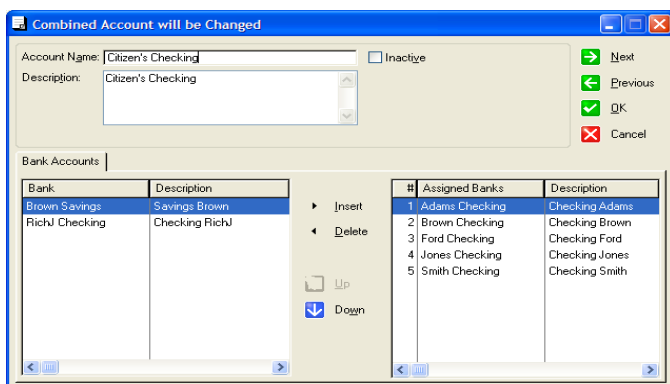 Combined Account will be Changed
Account Name: Citizen's Checking Inactive Next
Description: Citizen's Checking Previous
OK
Cancel
Bank Accounts
Bank Description # Assigned Banks Description
Brown Savings Savings Brown Insert 1 Adams Checking Checking Adams
RichJ Checking Checking RichJ Delete 2 Brown Checking Checking Brown
3 Ford Checking Checking Ford
4 Jones Checking Checking Jones
5 Smith Checking Checking Smith
Up
Down